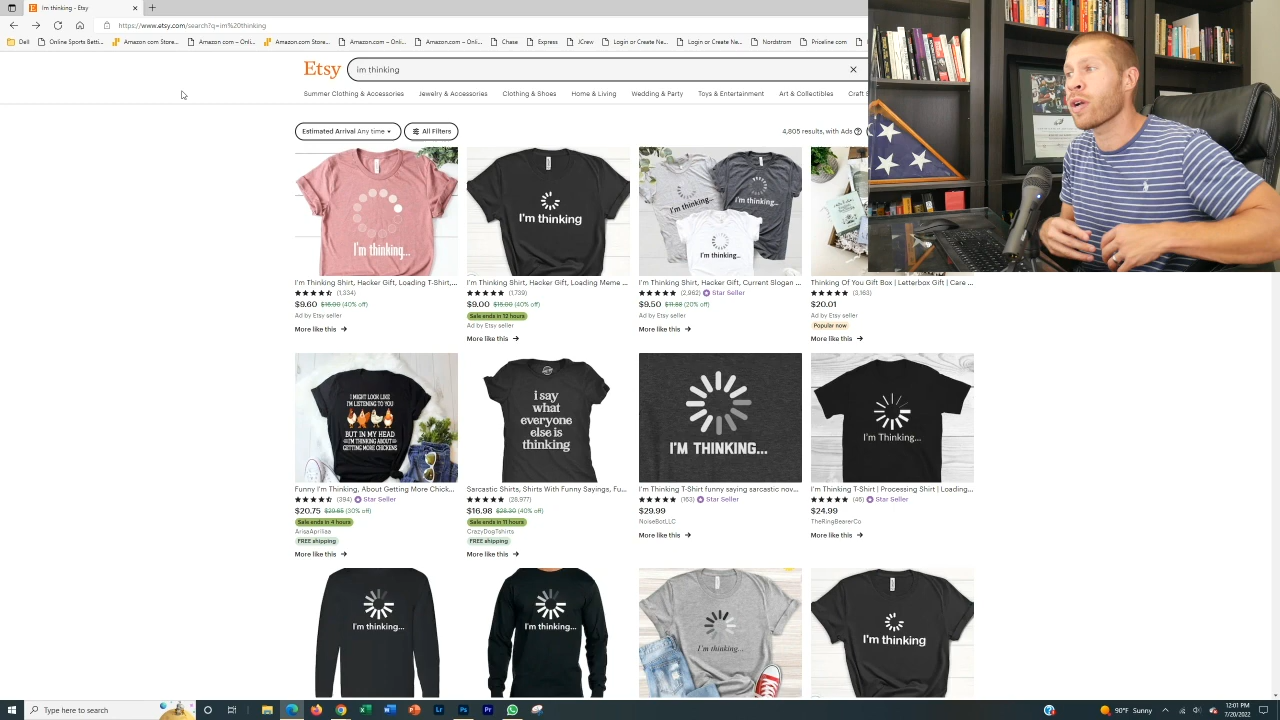 im thinking - Etsy
https://www.etsy.com/search?q=im%20thinking
Dell
Online Sports Betti...
Amazon.com Store...
Amazon.com – Onli...
Amazon.com Store...
Amazon.com – Onli...
Chase
Express
JCrew
Login or Create Ne...
Login or Create Ne...
Nordstrom
Priceline.com
Etsy
im thinking
Summer Clothing & Accessories
Jewelry & Accessories
Clothing & Shoes
Home & Living
Wedding & Party
Toys & Entertainment
Art & Collectibles
Craft S
Estimated Arrival Any time
All Filters
4,805 results, with Ads
I'm thinking...
I'm thinking
I'm thinking...
I'm thinking...
I'm thinking...
I'm Thinking Shirt, Hacker Gift, Loading T-Shirt,...
(1,334)
$9.60 $16.00 (40% off)
Ad by Etsy seller
More like this
I'm Thinking Shirt, Hacker Gift, Loading Meme ...
(1,739)
$9.00 $15.00 (40% off)
Sale ends in 12 hours
Ad by Etsy seller
More like this
I'm Thinking Shirt, Hacker Gift, Current Slogan ...
(2,962) Star Seller
$9.50 $11.88 (20% off)
Ad by Etsy seller
More like this
Thinking Of You Gift Box | Letterbox Gift | Care ...
(3,163)
$20.01
Ad by Etsy seller
Popular now
More like this
I MIGHT LOOK LIKE
I'M LISTENING TO YOU
BUT IN MY HEAD
I'M THINKING ABOUT
GETTING MORE CHICKENS
i say
what
everyone
else is
thinking
I'M THINKING...
I'm Thinking...
Funny I'm Thinking, About Getting More Chick...
(394) Star Seller
$20.75 $29.65 (30% off)
Sale ends in 4 hours
ArisaApriliaa
FREE shipping
More like this
Sarcastic Shirts, Shirts With Funny Sayings, Fu...
(28,977)
$16.98 $28.30 (40% off)
Sale ends in 11 hours
CrazyDogTshirts
FREE shipping
More like this
I'm Thinking T-Shirt funny saying sarcastic nov...
(163) Star Seller
$29.99
NoiseBotLLC
More like this
I'm Thinking T-Shirt | Processing Shirt | Loading...
(46) Star Seller
$24.99
TheRingBearerCo
More like this
I'm thinking...
I'm thinking...
I'm thinking...
I'm thinking
Type here to search
90°F Sunny
12:01 PM
7/20/2022